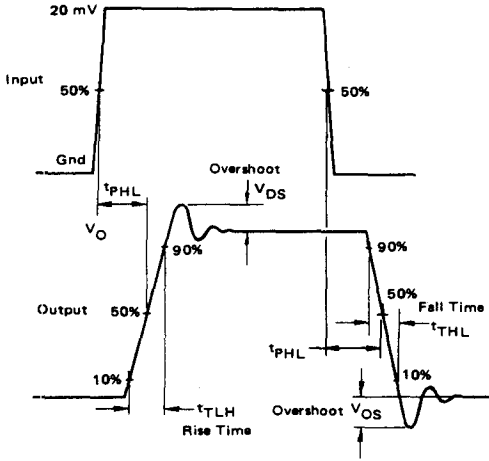 20 mV
Input
50%
50%
Gnd
tPHL
Overshoot
VDS
VO
90%
90%
Output
50%
50%
Fall Time
tTHL
tPHL
10%
10%
tTLH
Rise Time
Overshoot
VOS